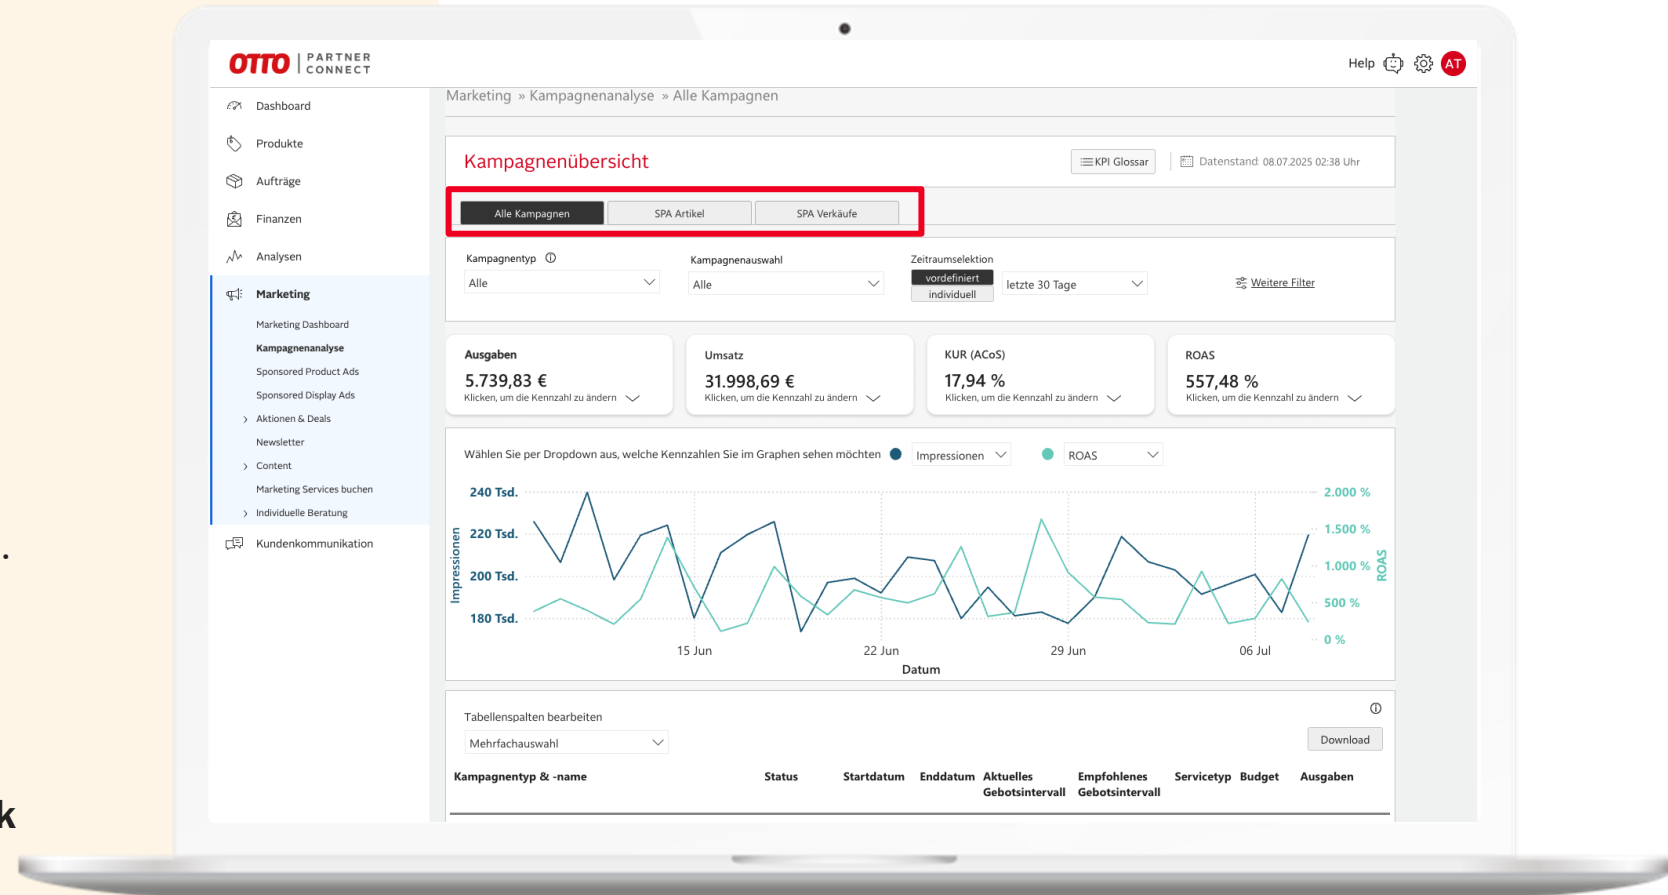 OTTO | PARTNER CONNECT
Help
AT
Dashboard
Produkte
Aufträge
Finanzen
Analysen
Marketing
Marketing Dashboard
Kampagnenanalyse
Sponsored Product Ads
Sponsored Display Ads
> Aktionen & Deals
Newsletter
> Content
Marketing Services buchen
> Individuelle Beratung
Kundenkommunikation
.
k
Marketing » Kampagnenanalyse » Alle Kampagnen
Kampagnenübersicht
KPI Glossar
Datenstand: 08.07.2025 02:38 Uhr
Alle Kampagnen
SPA Artikel
SPA Verkäufe
Kampagnentyp
Alle
Kampagnenauswahl
Alle
Zeitraumselektion
vordefiniert
individuell
letzte 30 Tage
Weitere Filter
Ausgaben
5.739,83 €
Klicken, um die Kennzahl zu ändern
Umsatz
31.998,69 €
Klicken, um die Kennzahl zu ändern
KUR (ACoS)
17,94 %
Klicken, um die Kennzahl zu ändern
ROAS
557,48 %
Klicken, um die Kennzahl zu ändern
Wählen Sie per Dropdown aus, welche Kennzahlen Sie im Graphen sehen möchten
Impressionen
ROAS
240 Tsd.
220 Tsd.
200 Tsd.
180 Tsd.
Impressionen
2.000 %
1.500 %
1.000 %
500 %
0 %
ROAS
15 Jun
22 Jun
29 Jun
06 Jul
Datum
Tabellenspalten bearbeiten
Mehrfachauswahl
Download
Kampagnentyp & -name
Status
Startdatum
Enddatum
Aktuelles
Gebotsintervall
Empfohlenes
Gebotsintervall
Servicetyp
Budget
Ausgaben